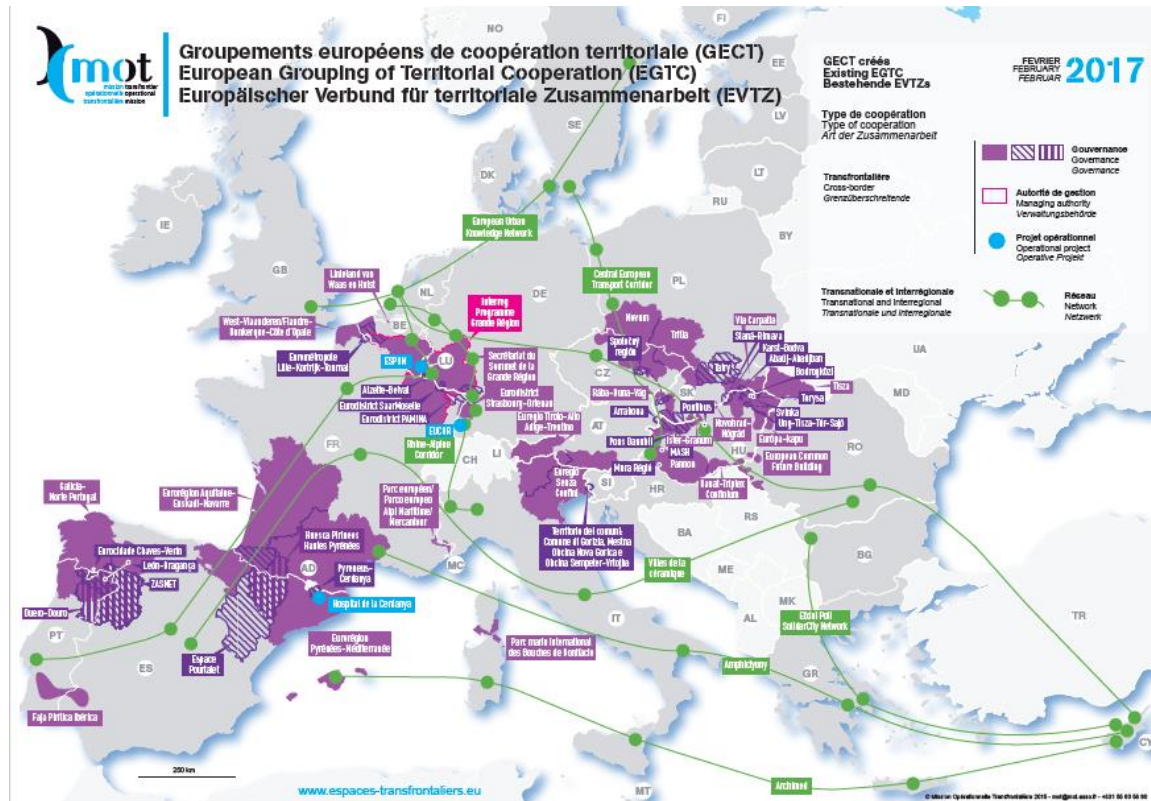 mot
mission transfrontier
opérationnelle operational
transfrontalière mission
Groupements européens de coopération territoriale (GECT)
European Grouping of Territorial Cooperation (EGTC)
Europäischer Verbund für territoriale Zusammenarbeit (EVTZ)
GECT créés
Existing EGTC
Bestehende EVTZs
FEVRIER
FEBRUARY
FEBRUAR
2017
Type de coopération
Type of cooperation
Art der Zusammenarbeit
Transfrontalière
Cross-border
Grenzüberschreitende
Gouvernance
Governance
Governance
Autorité de gestion
Managing authority
Verwaltungsbehörde
Projet opérationnel
Operational project
Operative Projekt
Transnationale et Interrégionale
Transnational and Interregional
Transnationale und Interregionale
Réseau
Network
Netzwerk
NO
FI
SE
EE
LV
LT
RU
BY
DK
IE
GB
NL
BE
DE
PL
LU
CZ
SK
UA
MD
FR
CH
LI
AT
HU
RO
SI
HR
BA
RS
ME
BG
MK
AL
IT
MC
AD
PT
ES
GR
TR
CY
MT
European Urban
Knowledge Network
Central European
Transport Corridor
Linieland van
Waas en Hulst
West-Vlaanderen/Flandre-
Dunkerque-Côte d'Opale
Interreg
Programme
Grande Région
Eurométropole
Lille-Kortrijk-Tournai
ESPON
Secrétariat du
Sommet de la
Grande Région
Alzette-Belval
Eurodistrict SaarMoselle
Eurodistrict PAMINA
Eurodistrict
Strasbourg-Ortenau
EUCOR
Rhine-Alpine
Corridor
Novum
Tritia
Spoločný
región
Tatry
Via Carpatia
Slaná-Rimava
Karst-Bodva
Abaúj-Abaújban
Bodrogközi
Tisza
Torysa
Svinka
Ung-Tisza-Túr-Sajó
Európa-kapu
European Common
Future Building
Rába-Duna-Vág
Arrabona
Pontibus
Pons Danubii
Ister-Granum
Novohrad-
Nógrád
MASH
Pannon
Mura Régió
Banat-Triplex
Confinium
Euregio Tirolo-Alto
Adige-Trentino
Euregio
Senza
Confini
Territorio dei comuni:
Comune di Gorizia, Mestna
Občina Nova Gorica e
Občina Sempeter-Vrtojba
Parc européen/
Parco europeo
Alpi Marittime/
Mercantour
Eurorégion Aquitaine-
Euskadi-Navarre
Huesca Pirineos
Hautes Pyrénées
Pyreneus-
Cerdanya
Hospital de la Cerdanya
Galicia-
Norte Portugal
Eurocidade Chaves-Verín
León-Bragança
ZASNET
Duero-Douro
Espace
Pourtalet
Eurorégion
Pyrénées-Méditerranée
Faja Pirítica Ibérica
Parc marin international
des Bouches de Bonifacio
Villes de la
céramique
Efxini Poli
SolidarCity Network
Amphictyony
Archimed
250 km
www.espaces-transfrontaliers.eu